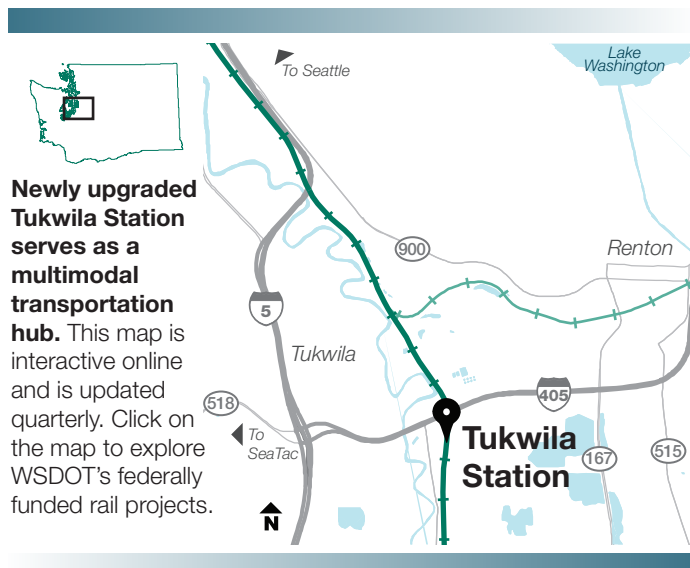 Newly upgraded
Tukwila Station
serves as a
multimodal
transportation
hub. This map is
interactive online
and is updated
quarterly. Click on
the map to explore
WSDOT’s federally
funded rail projects.
To Seattle
Lake
Washington
900
Renton
5
Tukwila
518
405
To
SeaTac
Tukwila
Station
167
515
N